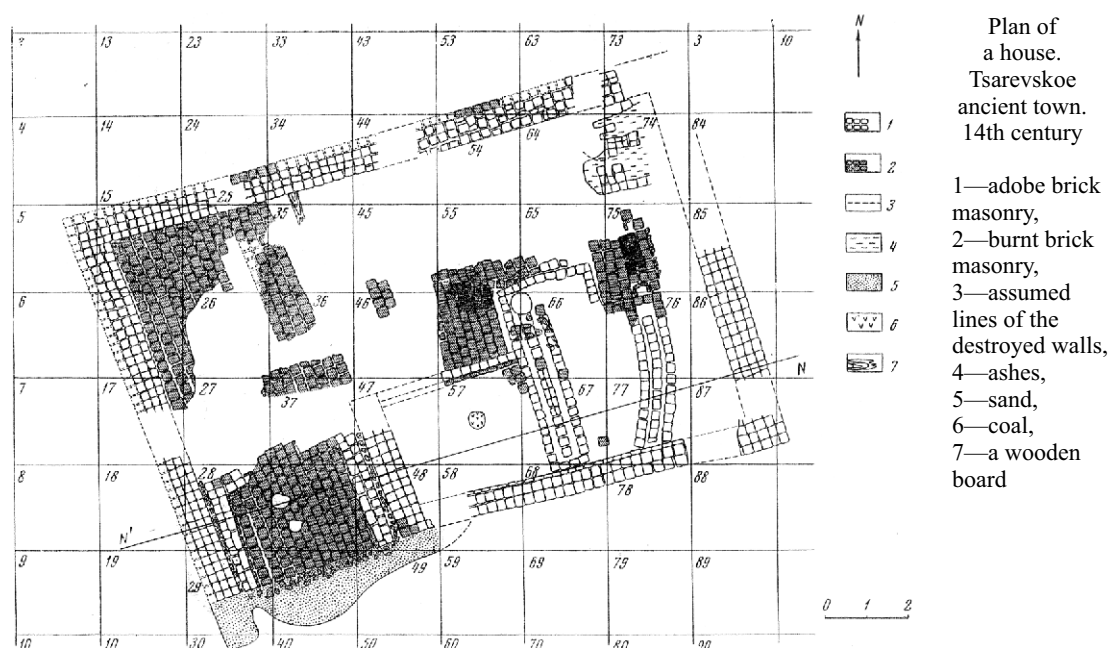 13 23 33 43 53 63 73 3 10
4 14 24 34 44 54 64 74 84
5 15 25 35 45 55 65 75 85
6 26 36 46 66 76 86
7 17 27 37 47 57 67 77 87
N
18 28 48 58 68 78 88
N'
9 19 29 49 59 69 79 89
10 30 40 50 60 70 80
N
1
2
3
4
5
6
7
0 1 2
Plan of
a house.
Tsarevskoe
ancient town.
14th century
1—adobe brick
masonry,
2—burnt brick
masonry,
3—assumed
lines of the
destroyed walls,
4—ashes,
5—sand,
6—coal,
7—a wooden
board